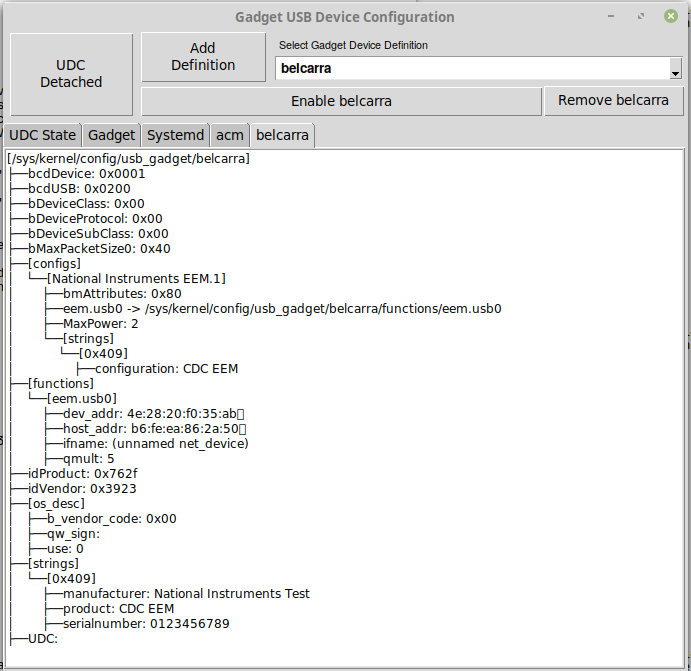 Gadget USB Device Configuration
UDC
Detached
Add
Definition
Select Gadget Device Definition
belcarra
Enable belcarra
Remove belcarra
UDC State
Gadget
Systemd
acm
belcarra
[/sys/kernel/config/usb_gadget/belcarra]
├──bcdDevice: 0x0001
├──bcdUSB: 0x0200
├──bDeviceClass: 0x00
├──bDeviceProtocol: 0x00
├──bDeviceSubClass: 0x00
├──bMaxPacketSize0: 0x40
├──[configs]
│   └──[National Instruments EEM.1]
│       ├──bmAttributes: 0x80
│       ├──eem.usb0 -> /sys/kernel/config/usb_gadget/belcarra/functions/eem.usb0
│       ├──MaxPower: 2
│       └──[strings]
│           └──[0x409]
│               ├──configuration: CDC EEM
├──[functions]
│   └──[eem.usb0]
│       ├──dev_addr: 4e:28:20:f0:35:ab
│       ├──host_addr: b6:fe:ea:86:2a:50
│       ├──ifname: (unnamed net_device)
│       ├──qmult: 5
├──idProduct: 0x762f
├──idVendor: 0x3923
├──[os_desc]
│   ├──b_vendor_code: 0x00
│   ├──qw_sign:
│   ├──use: 0
├──[strings]
│   └──[0x409]
│       ├──manufacturer: National Instruments Test
│       ├──product: CDC EEM
│       ├──serialnumber: 0123456789
├──UDC: